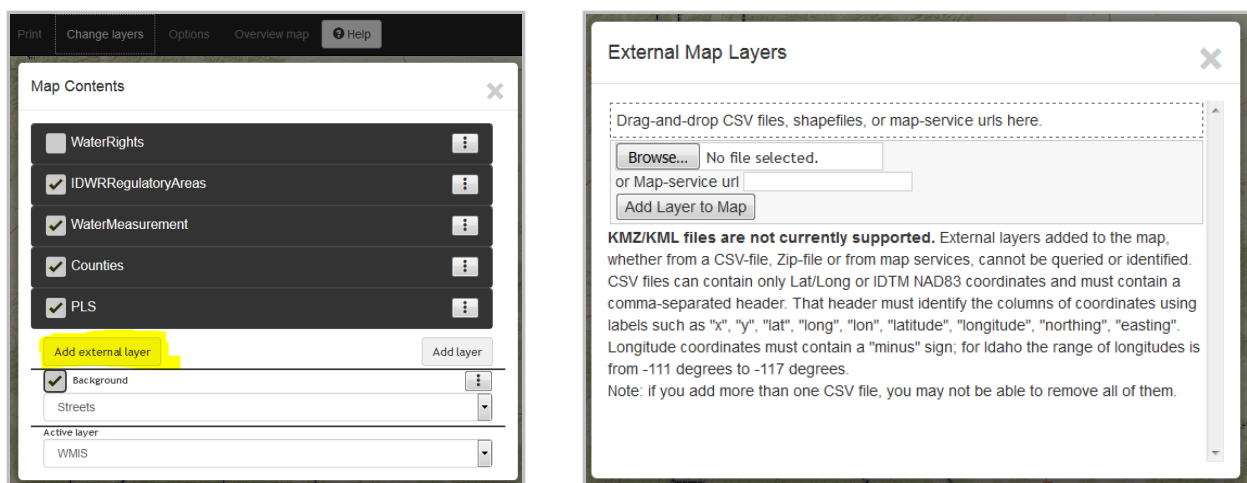 Print Change layers Options Overview map ? Help
Map Contents
WaterRights
IDWRRegulatoryAreas
WaterMeasurement
Counties
PLS
Add external layer Add layer
Background
Streets
Active layer
WMIS
External Map Layers
Drag-and-drop CSV files, shapefiles, or map-service urls here.
Browse... No file selected.
or Map-service url
Add Layer to Map
KMZ/KML files are not currently supported. External layers added to the map,
whether from a CSV-file, Zip-file or from map services, cannot be queried or identified.
CSV files can contain only Lat/Long or IDTM NAD83 coordinates and must contain a
comma-separated header. That header must identify the columns of coordinates using
labels such as "x", "y", "lat", "long", "lon", "latitude", "longitude", "northing", "easting".
Longitude coordinates must contain a "minus" sign; for Idaho the range of longitudes is
from -111 degrees to -117 degrees.
Note: if you add more than one CSV file, you may not be able to remove all of them.